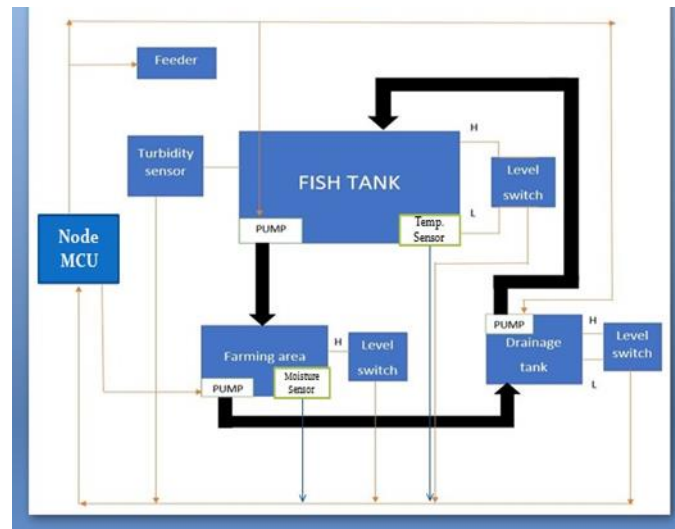 Feeder
Turbidity
sensor
FISH TANK
H
Level
switch
L
PUMP
Temp.
Sensor
Node
MCU
PUMP
H
Drainage
tank
Level
switch
L
Farming area
H
Level
switch
Moisture
Sensor
PUMP